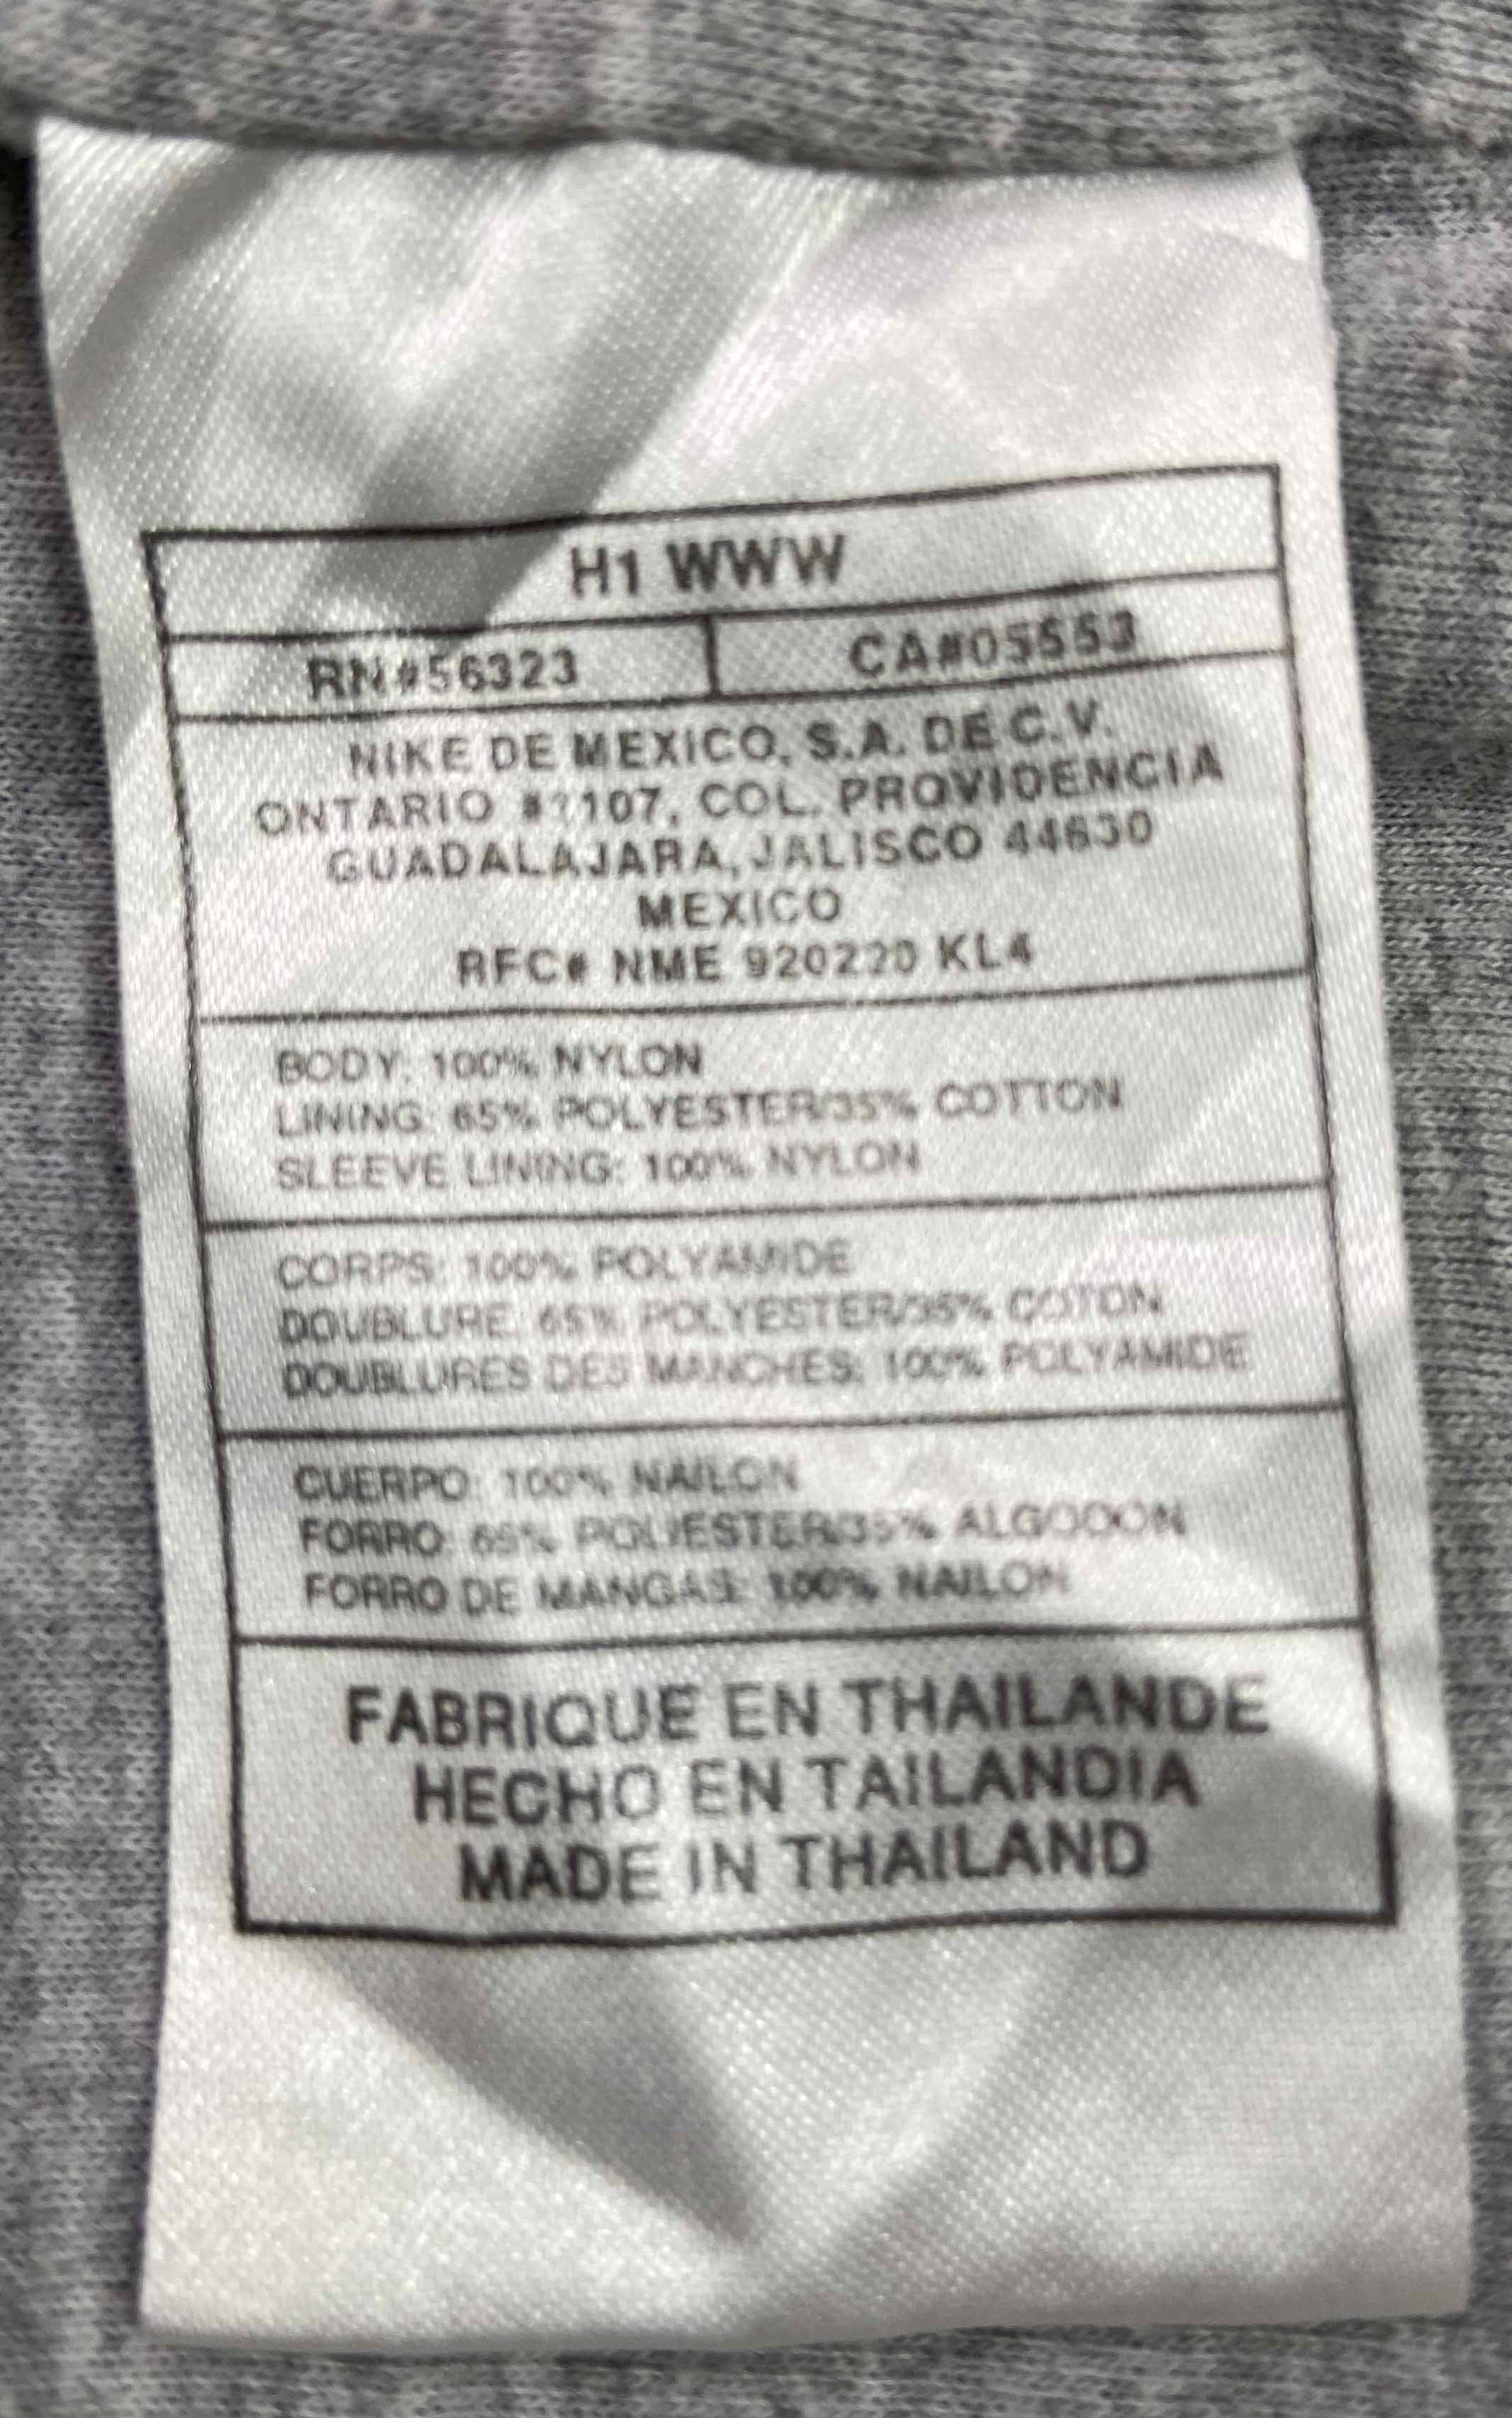 H1 WWW
RN#56323
CA#05553
NIKE DE MEXICO, S.A. DE C.V.
ONTARIO #1107, COL. PROVIDENCIA
GUADALAJARA, JALISCO 44630
MEXICO
RFC# NME 920220 KL4
BODY: 100% NYLON
LINING: 65% POLYESTER/35% COTTON
SLEEVE LINING: 100% NYLON
CORPS: 100% POLYAMIDE
DOUBLURE: 65% POLYESTER/35% COTON
DOUBLURES DES MANCHES: 100% POLYAMIDE
CUERPO: 100% NAILON
FORRO: 65% POLIESTER/35% ALGODON
FORRO DE MANGAS: 100% NAILON
FABRIQUE EN THAILANDE
HECHO EN TAILANDIA
MADE IN THAILAND